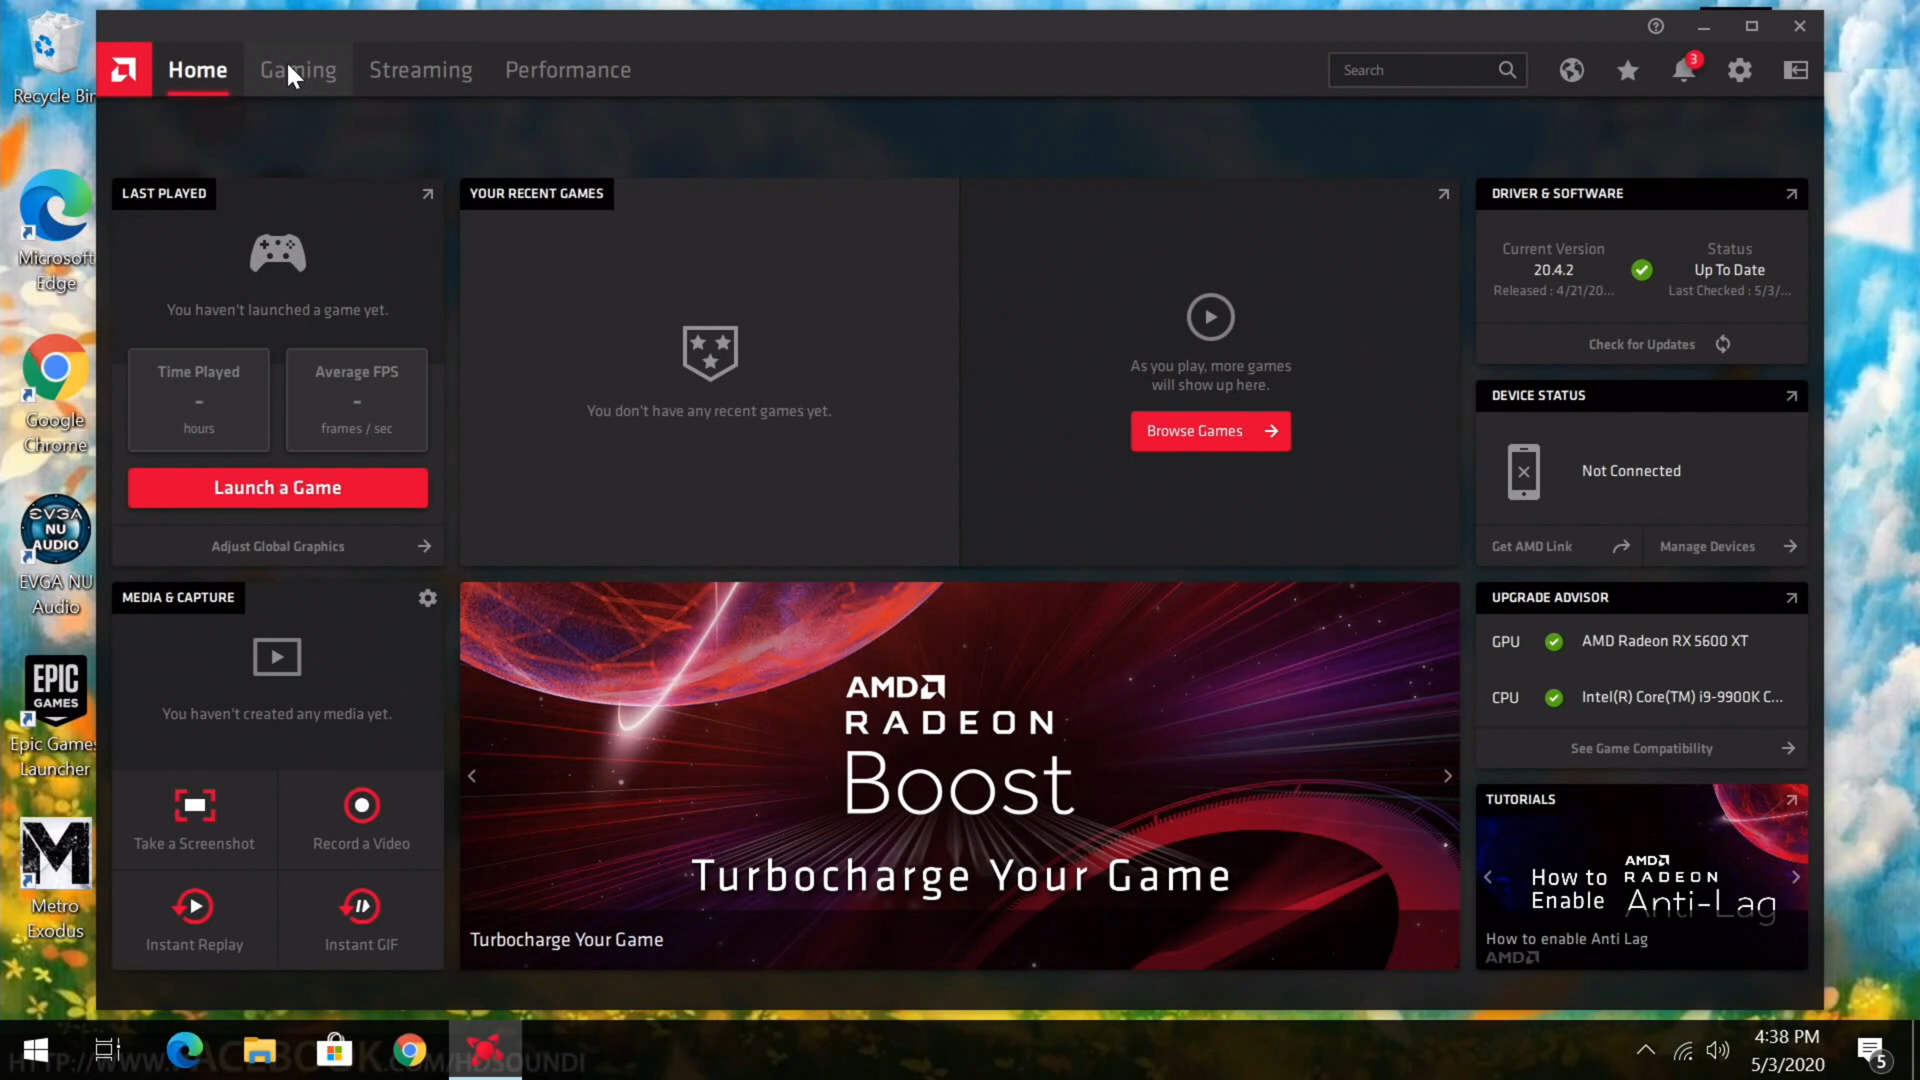 Recycle Bin
Microsoft
Edge
Google
Chrome
EVGA
NU
AUDIO
EVGA NU
Audio
EPIC
GAMES
Epic Games
Launcher
Metro
Exodus
Home
Gaming
Streaming
Performance
Search
3
LAST PLAYED
You haven't launched a game yet.
Time Played
-
hours
Average FPS
-
frames / sec
Launch a Game
Adjust Global Graphics
YOUR RECENT GAMES
You don't have any recent games yet.
As you play, more games
will show up here.
Browse Games
DRIVER & SOFTWARE
Current Version
20.4.2
Released : 4/21/20...
Status
Up To Date
Last Checked : 5/3/...
Check for Updates
DEVICE STATUS
Not Connected
Get AMD Link
Manage Devices
MEDIA & CAPTURE
You haven't created any media yet.
Take a Screenshot
Record a Video
Instant Replay
Instant GIF
AMD
RADEON
Boost
Turbocharge Your Game
Turbocharge Your Game
UPGRADE ADVISOR
GPU
AMD Radeon RX 5600 XT
CPU
Intel(R) Core(TM) i9-9900K C...
See Game Compatibility
TUTORIALS
How to
Enable
AMD
RADEON
Anti-Lag
How to enable Anti Lag
AMD
HTTP://WWW.FACEBOOK.COM/HDSOUNDI
4:38 PM
5/3/2020
5